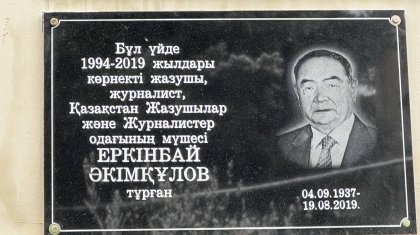 Бұл үйде
1994-2019 жылдары
көрнекті жазушы,
журналист,
Қазақстан Жазушылар
және Журналистер
одағының мүшесі
ЕРКІНБАЙ
ӘКІМҚҰЛОВ
тұрған
04.09.1937-
19.08.2019.